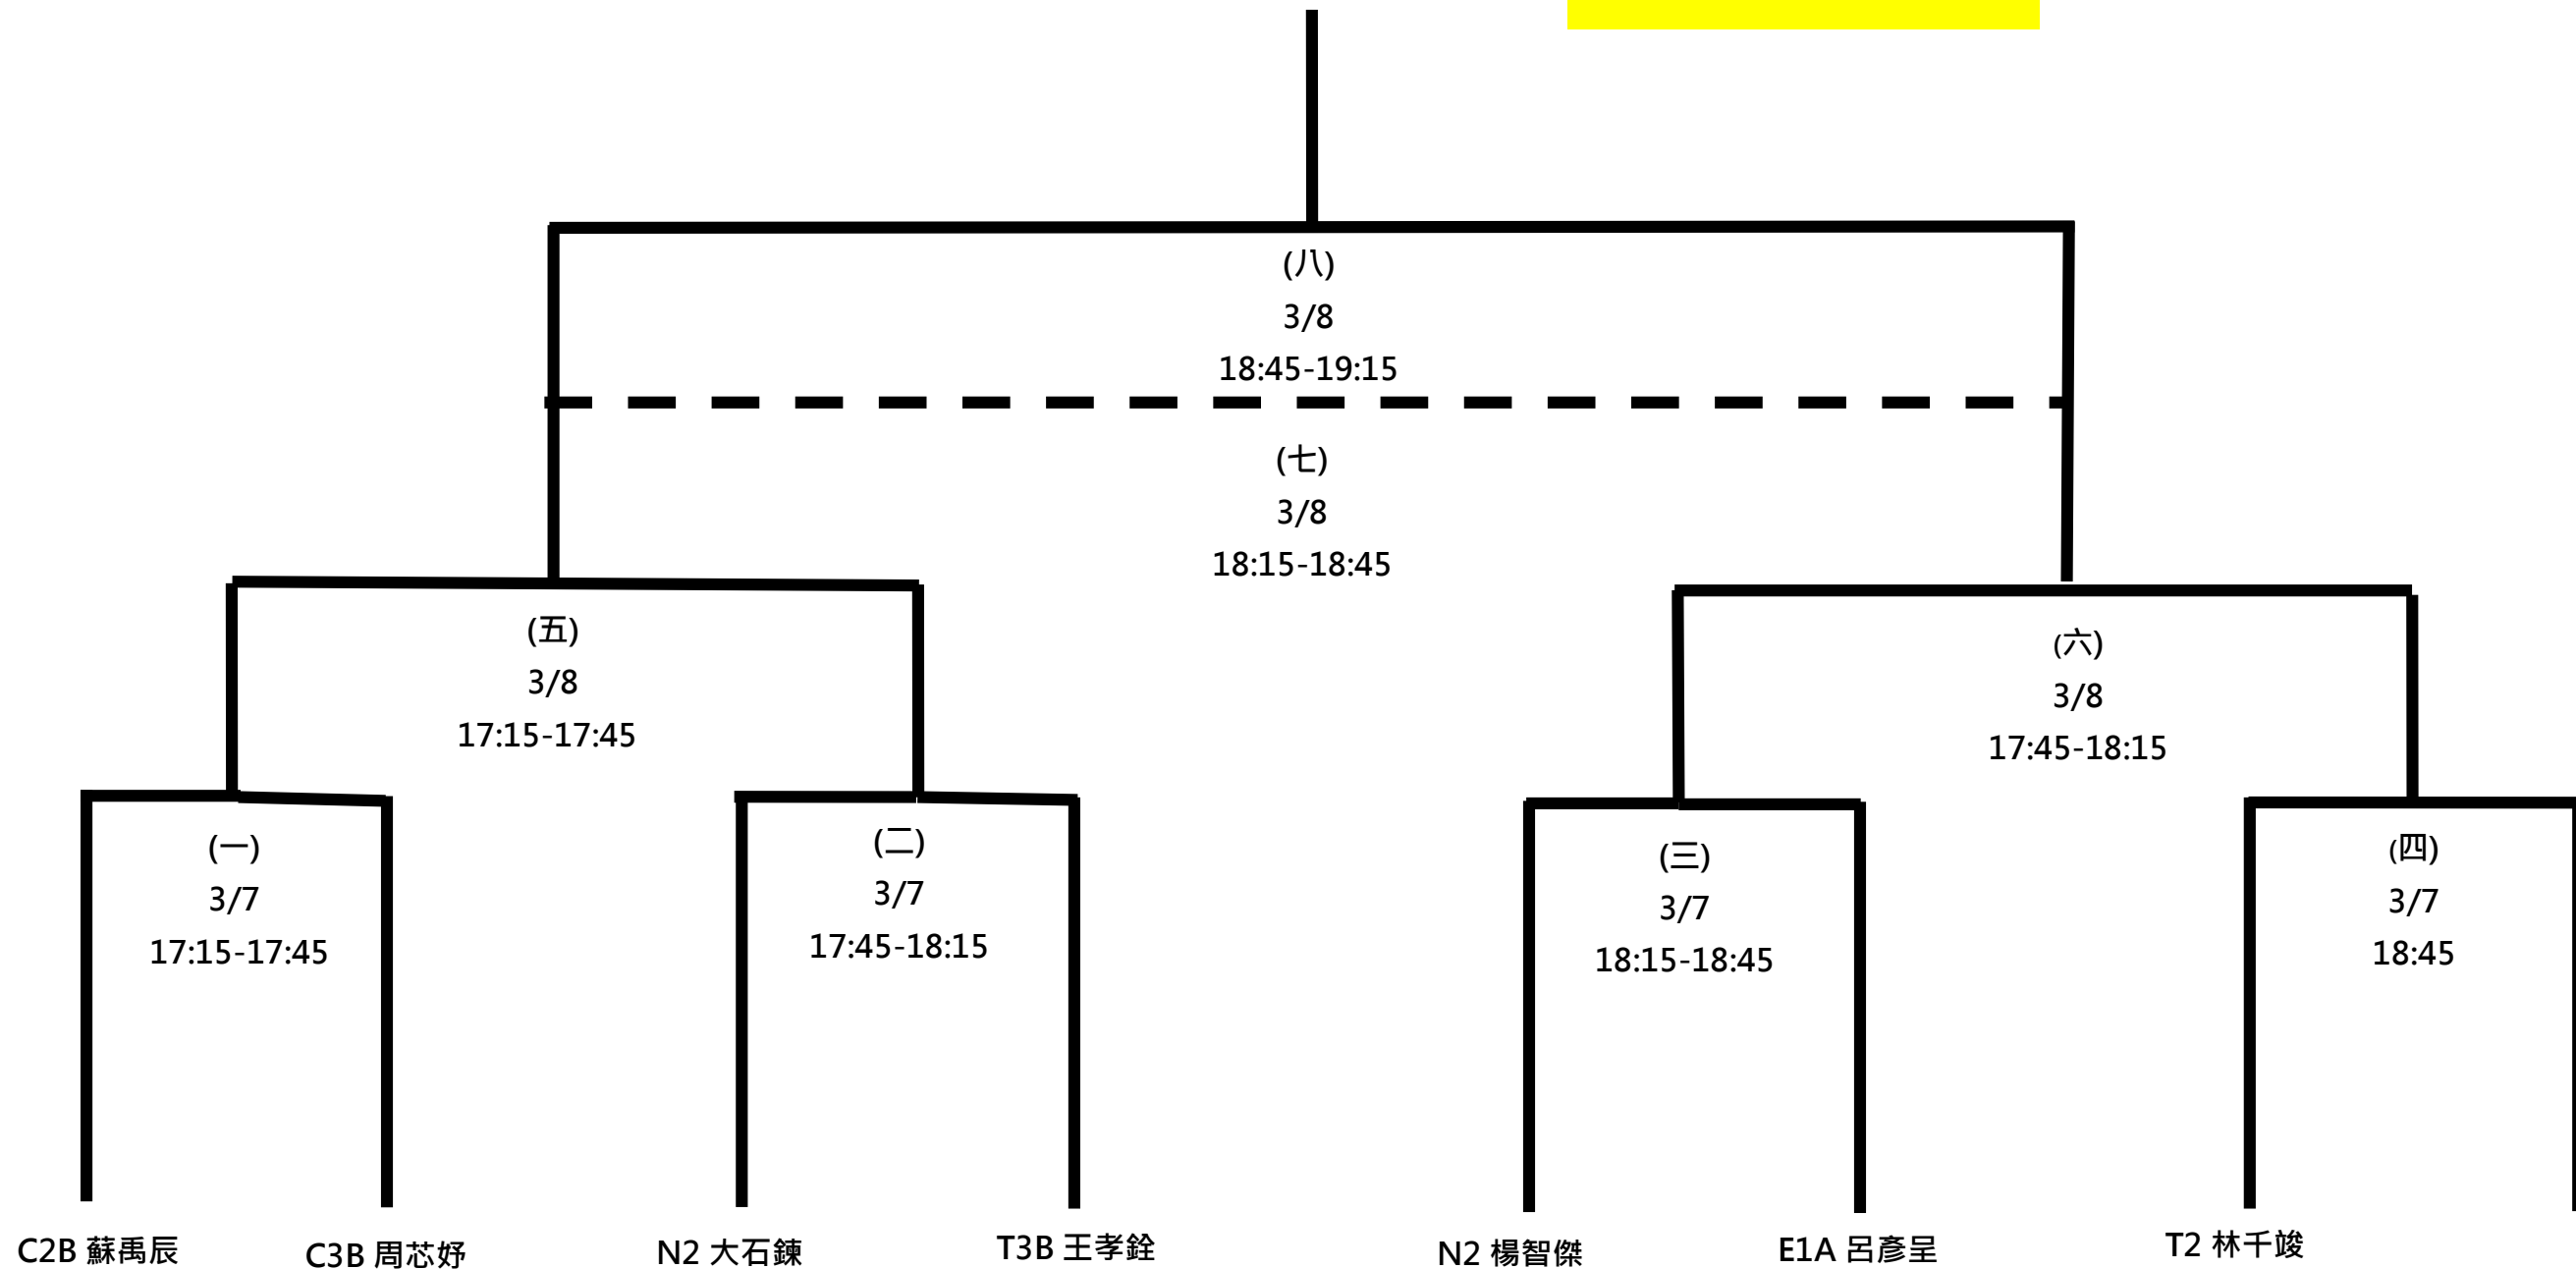 (八)
3/8
18:45-19:15
(七)
3/8
18:15-18:45
(五)
3/8
17:15-17:45
(六)
3/8
17:45-18:15
(一)
3/7
17:15-17:45
(二)
3/7
17:45-18:15
(三)
3/7
18:15-18:45
(四)
3/7
18:45
C2B 蘇禹辰
C3B 周芯妤
N2 大石鍊
T3B 王孝銓
N2 楊智傑
E1A 呂彥呈
T2 林千竣